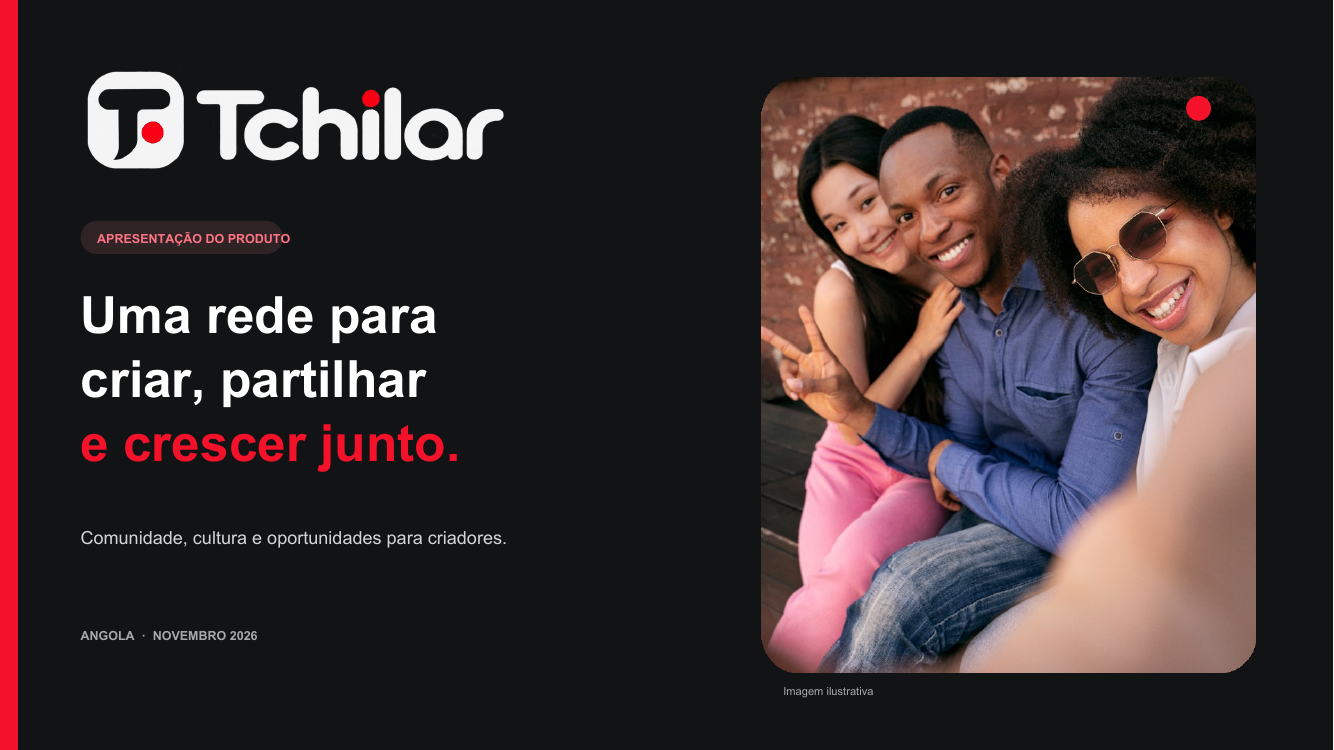 Tchilar
APRESENTAÇÃO DO PRODUTO
Uma rede para
criar, partilhar
e crescer junto.
Comunidade, cultura e oportunidades para criadores.
ANGOLA · NOVEMBRO 2026
Imagem ilustrativa